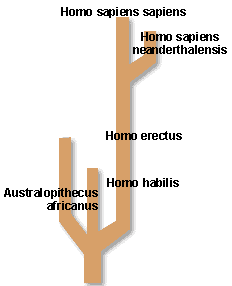 Homo sapiens sapiens
Homo sapiens
neanderthalensis
Homo erectus
Homo habilis
Australopithecus
africanus